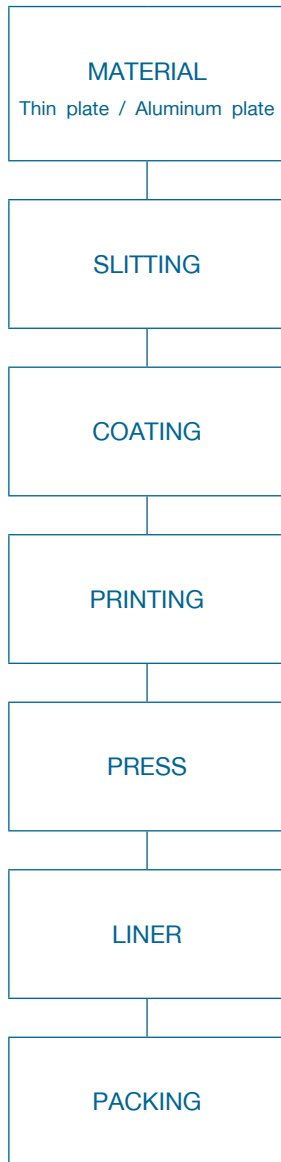 MATERIAL
Thin plate / Aluminum plate
SLITTING
COATING
PRINTING
PRESS
LINER
PACKING